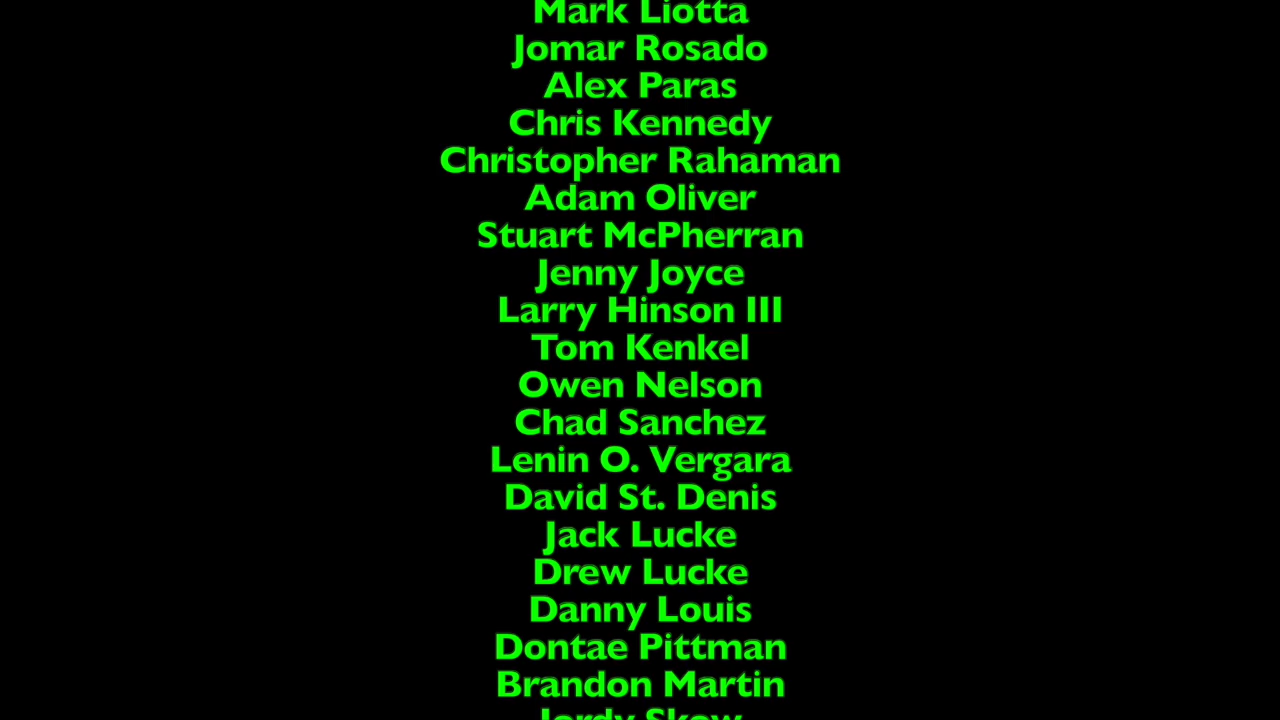 Mark Liotta
Jomar Rosado
Alex Paras
Chris Kennedy
Christopher Rahaman
Adam Oliver
Stuart McPherran
Jenny Joyce
Larry Hinson III
Tom Kenkel
Owen Nelson
Chad Sanchez
Lenin O. Vergara
David St. Denis
Jack Lucke
Drew Lucke
Danny Louis
Dontae Pittman
Brandon Martin